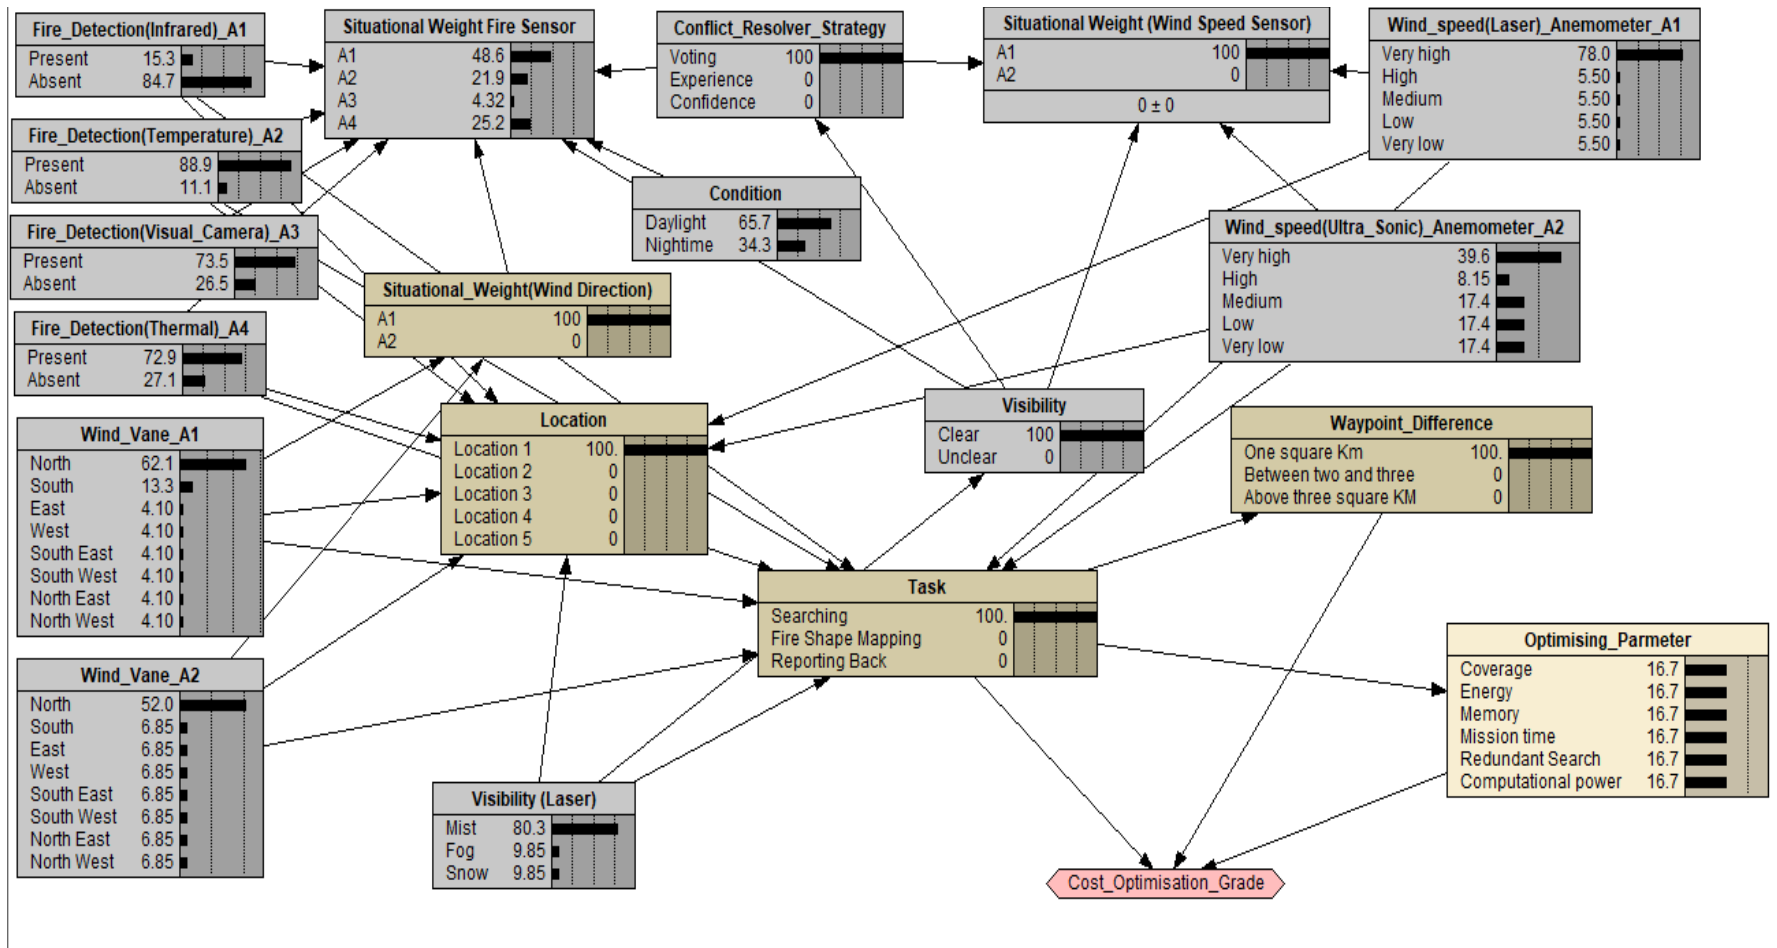 Fire_Detection(Infrared)_A1
Present 15.3
Absent 84.7
Situational Weight Fire Sensor
A1 48.6
A2 21.9
A3 4.32
A4 25.2
Conflict_Resolver_Strategy
Voting 100
Experience 0
Confidence 0
Situational Weight (Wind Speed Sensor)
A1 100
A2 0
0 ± 0
Wind_speed(Laser)_Anemometer_A1
Very high 78.0
High 5.50
Medium 5.50
Low 5.50
Very low 5.50
Fire_Detection(Temperature)_A2
Present 88.9
Absent 11.1
Condition
Daylight 65.7
Nightime 34.3
Fire_Detection(Visual_Camera)_A3
Present 73.5
Absent 26.5
Wind_speed(Ultra_Sonic)_Anemometer_A2
Very high 39.6
High 8.15
Medium 17.4
Low 17.4
Very low 17.4
Situational_Weight(Wind Direction)
A1 100
A2 0
Fire_Detection(Thermal)_A4
Present 72.9
Absent 27.1
Location
Location 1 100.
Location 2 0
Location 3 0
Location 4 0
Location 5 0
Visibility
Clear 100
Unclear 0
Waypoint_Difference
One square Km 100.
Between two and three 0
Above three square KM 0
Wind_Vane_A1
North 62.1
South 13.3
East 4.10
West 4.10
South East 4.10
South West 4.10
North East 4.10
North West 4.10
Task
Searching 100.
Fire Shape Mapping 0
Reporting Back 0
Wind_Vane_A2
North 52.0
South 6.85
East 6.85
West 6.85
South East 6.85
South West 6.85
North East 6.85
North West 6.85
Optimising_Parmeter
Coverage 16.7
Energy 16.7
Memory 16.7
Mission time 16.7
Redundant Search 16.7
Computational power 16.7
Visibility (Laser)
Mist 80.3
Fog 9.85
Snow 9.85
Cost_Optimisation_Grade